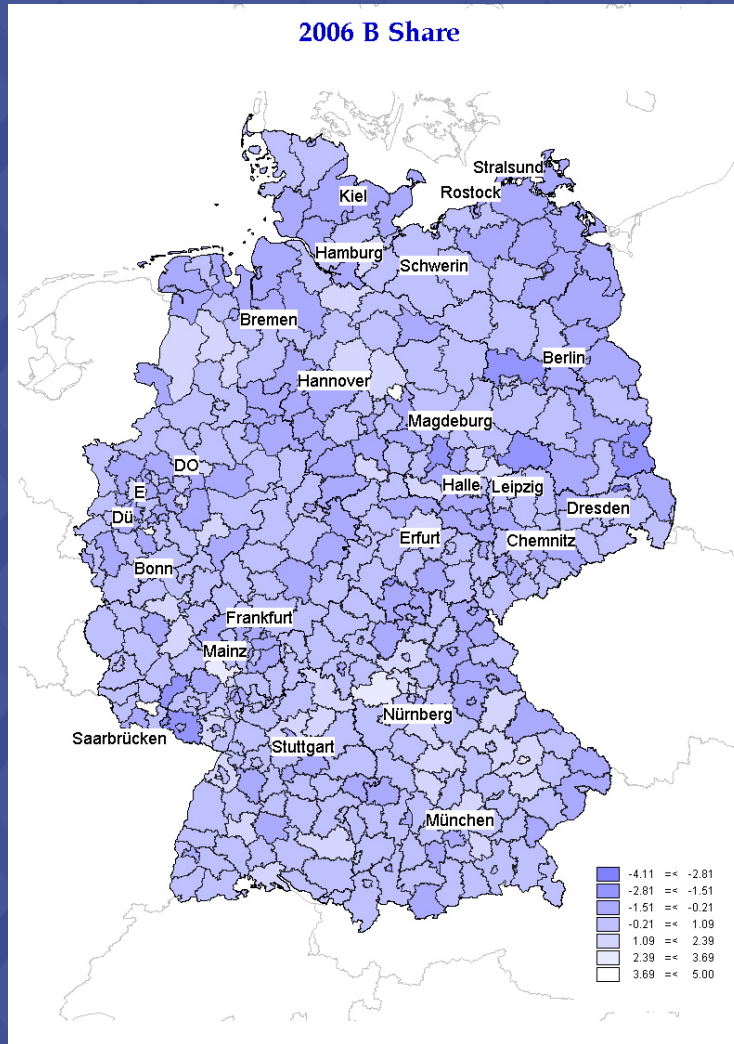 2006 B Share
Stralsund
Kiel
Rostock
Hamburg
Schwerin
Bremen
Berlin
Hannover
Magdeburg
DO
E
Halle
Leipzig
Dü
Dresden
Erfurt
Chemnitz
Bonn
Frankfurt
Mainz
Nürnberg
Saarbrücken
Stuttgart
München
-4.11 =< -2.81
-2.81 =< -1.51
-1.51 =< -0.21
-0.21 =< 1.09
1.09 =< 2.39
2.39 =< 3.69
3.69 =< 5.00